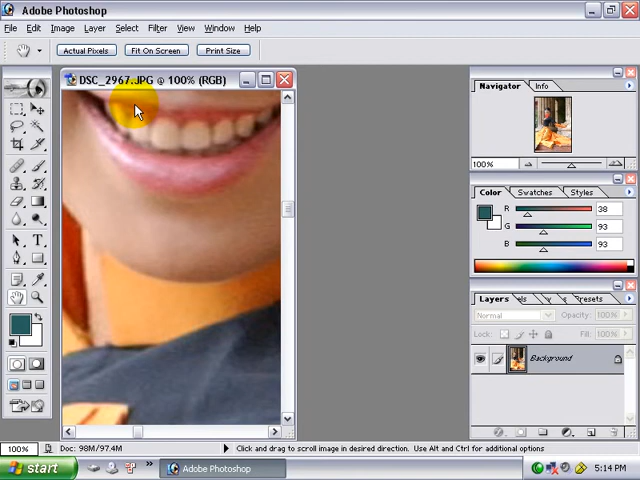 Adobe Photoshop
File Edit Image Layer Select Filter View Window Help
Actual Pixels Fit On Screen Print Size
DSC_2967.JPG @ 100% (RGB)
Navigator Info
100%
Color Swatches Styles
R 38
G 93
B 93
Layers els s Presets
Normal Opacity: 100%
Lock: Fill: 100%
Background
100% Doc: 98M/97.4M Click and drag to scroll image in desired direction. Use Alt and Ctrl for additional options
start Adobe Photoshop 5:14 PM